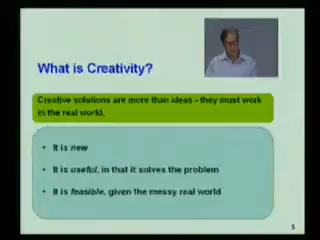 What is Creativity?
Creative solutions are more than ideas - they must work
in the real world.
• It is new
• It is useful, in that it solves the problem
• It is feasible, given the messy real world
5